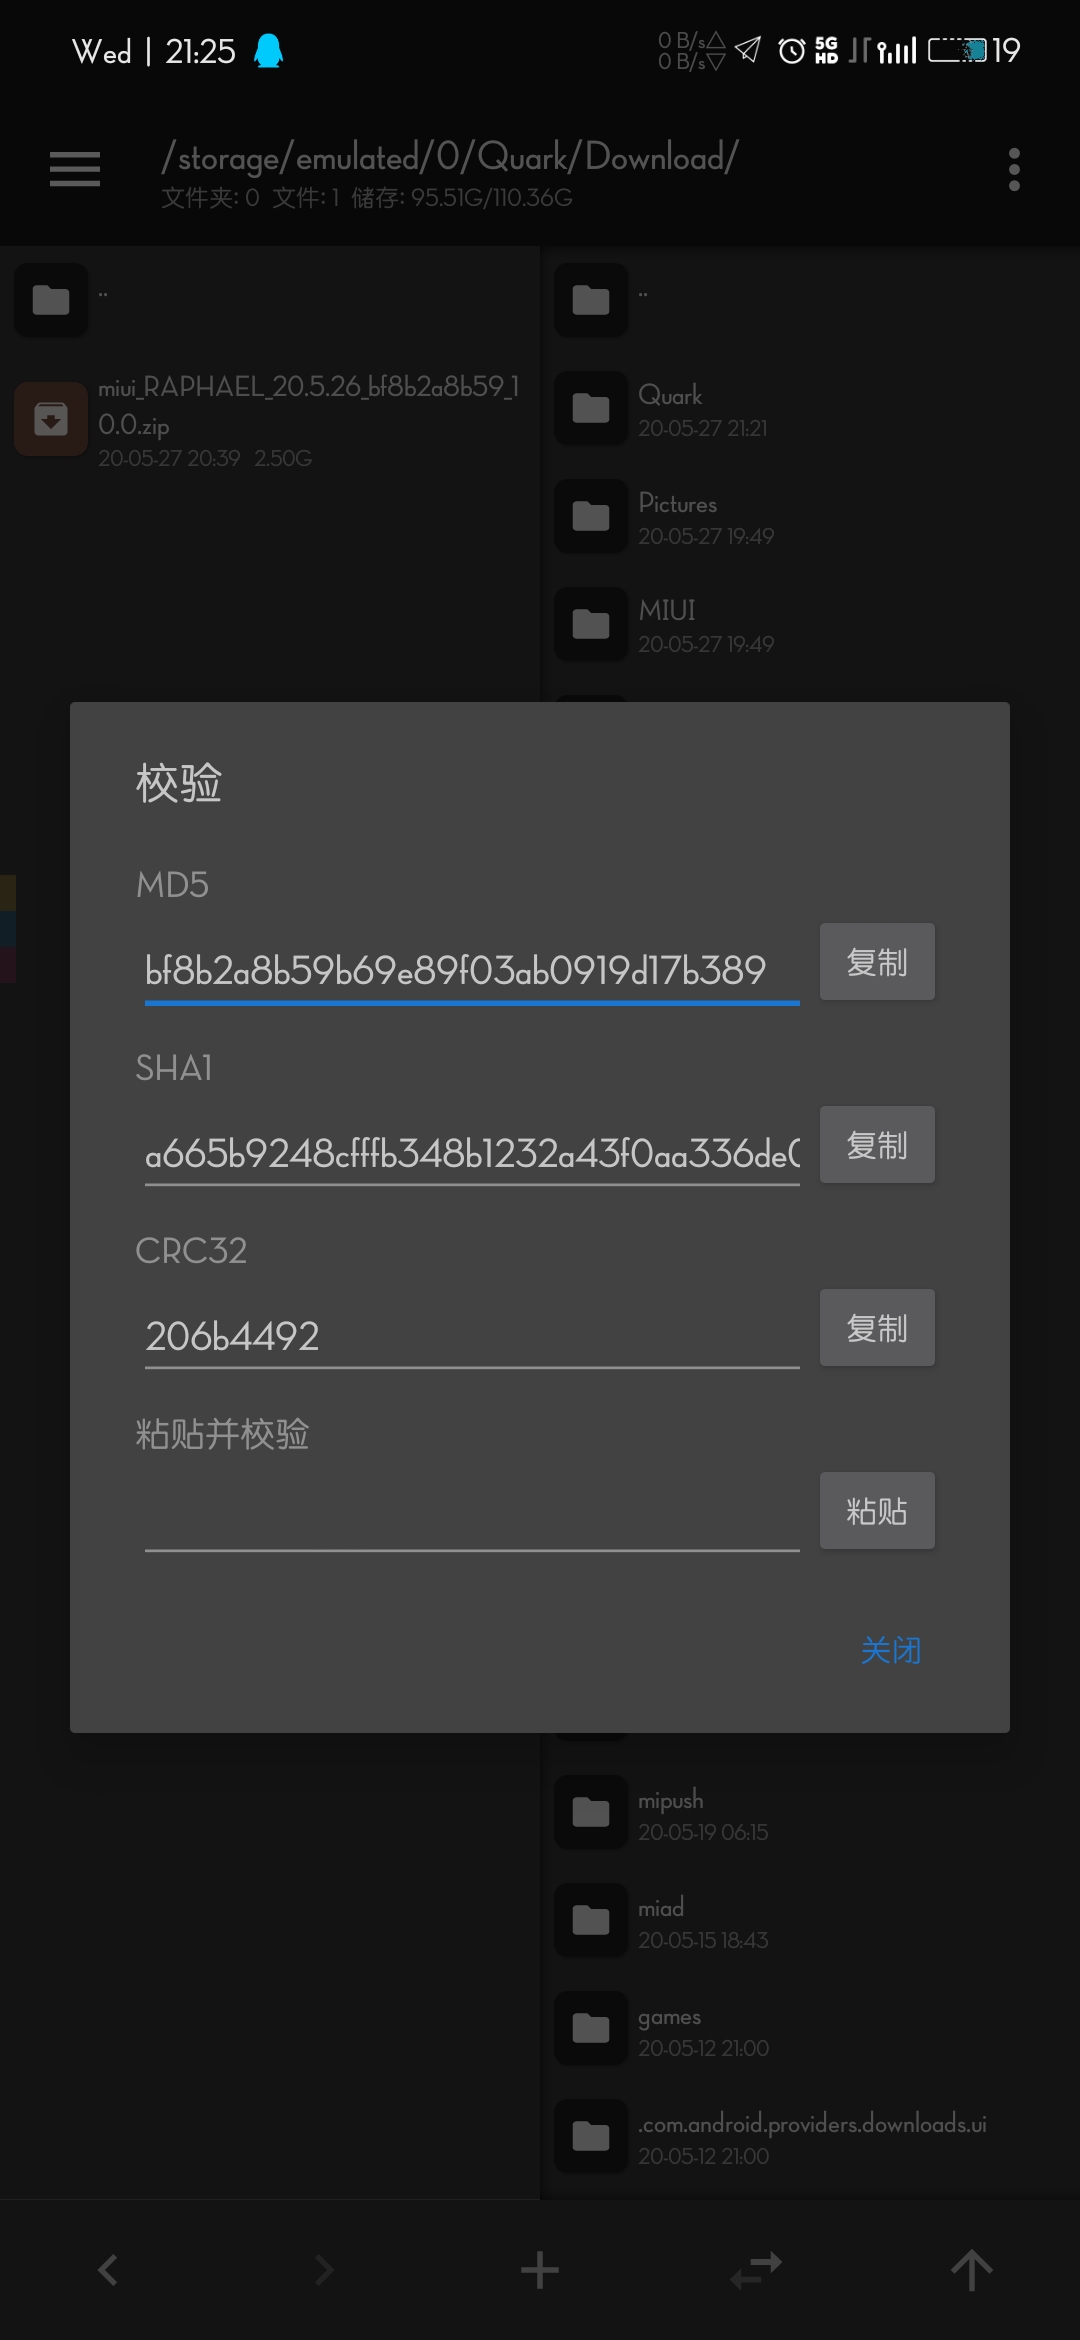 Wed | 21:25
0 B/s△
0 B/s▽
5G
HD
19
/storage/emulated/0/Quark/Download/
文件夹: 0  文件: 1  储存: 95.51G/110.36G
..
miui_RAPHAEL_20.5.26_bf8b2a8b59_1
0.0.zip
20-05-27 20:39  2.50G
..
Quark
20-05-27 21:21
Pictures
20-05-27 19:49
MIUI
20-05-27 19:49
校验
MD5
bf8b2a8b59b69e89f03ab0919d17b389
复制
SHA1
a665b9248cfffb348b1232a43f0aa336de
复制
CRC32
206b4492
复制
粘贴并校验
粘贴
关闭
mipush
20-05-19 06:15
miad
20-05-15 18:43
games
20-05-12 21:00
.com.android.providers.downloads.ui
20-05-12 21:00